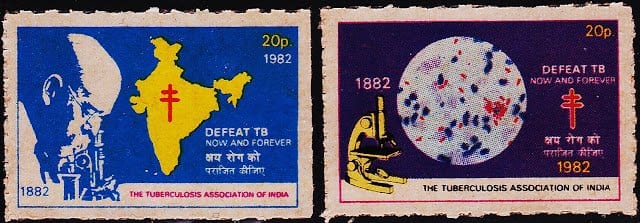 20p.
1982
DEFEAT TB
NOW AND FOREVER
क्षय रोग को
पराजित कीजिए
1882
THE TUBERCULOSIS ASSOCIATION OF INDIA
20p.
1882
DEFEAT TB
NOW AND FOREVER
क्षय रोग को
पराजित कीजिए
1982
THE TUBERCULOSIS ASSOCIATION OF INDIA